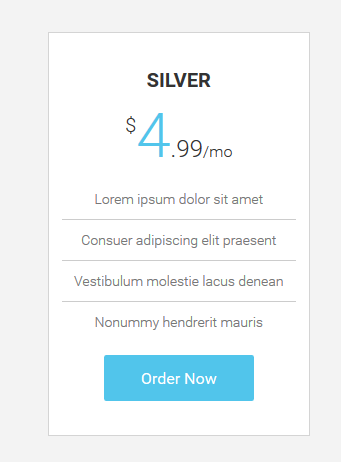 SILVER
$4.99/mo
Lorem ipsum dolor sit amet
Consuer adipiscing elit praesent
Vestibulum molestie lacus denean
Nonummy hendrerit mauris
Order Now